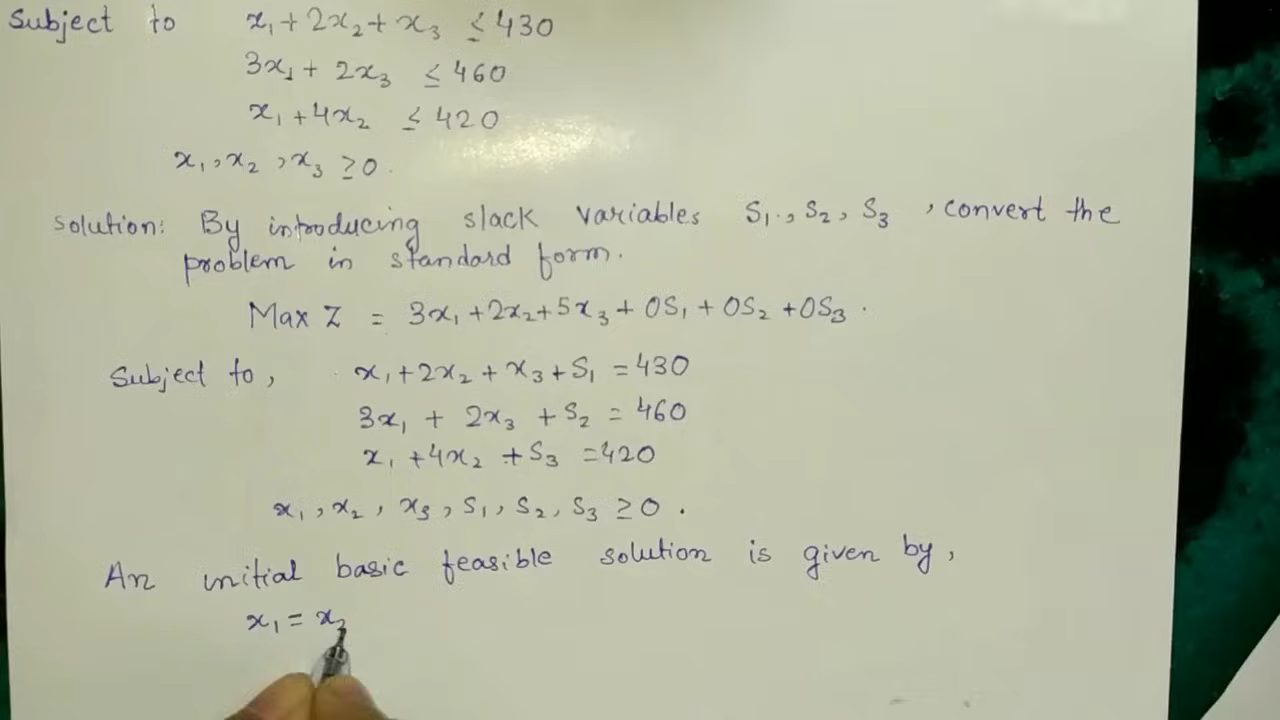 Subject to x₁ + 2x₂ + x₃ ≤ 430
3x₁ + 2x₃ ≤ 460
x₁ + 4x₂ ≤ 420
x₁, x₂, x₃ ≥ 0.
Solution: By introducing slack variables S₁, S₂, S₃, convert the
problem in standard form.
Max Z = 3x₁ + 2x₂ + 5x₃ + 0S₁ + 0S₂ + 0S₃.
Subject to, x₁ + 2x₂ + x₃ + S₁ = 430
3x₁ + 2x₃ + S₂ = 460
x₁ + 4x₂ + S₃ = 420
x₁, x₂, x₃, S₁, S₂, S₃ ≥ 0.
An initial basic feasible solution is given by,
x₁ = x₂